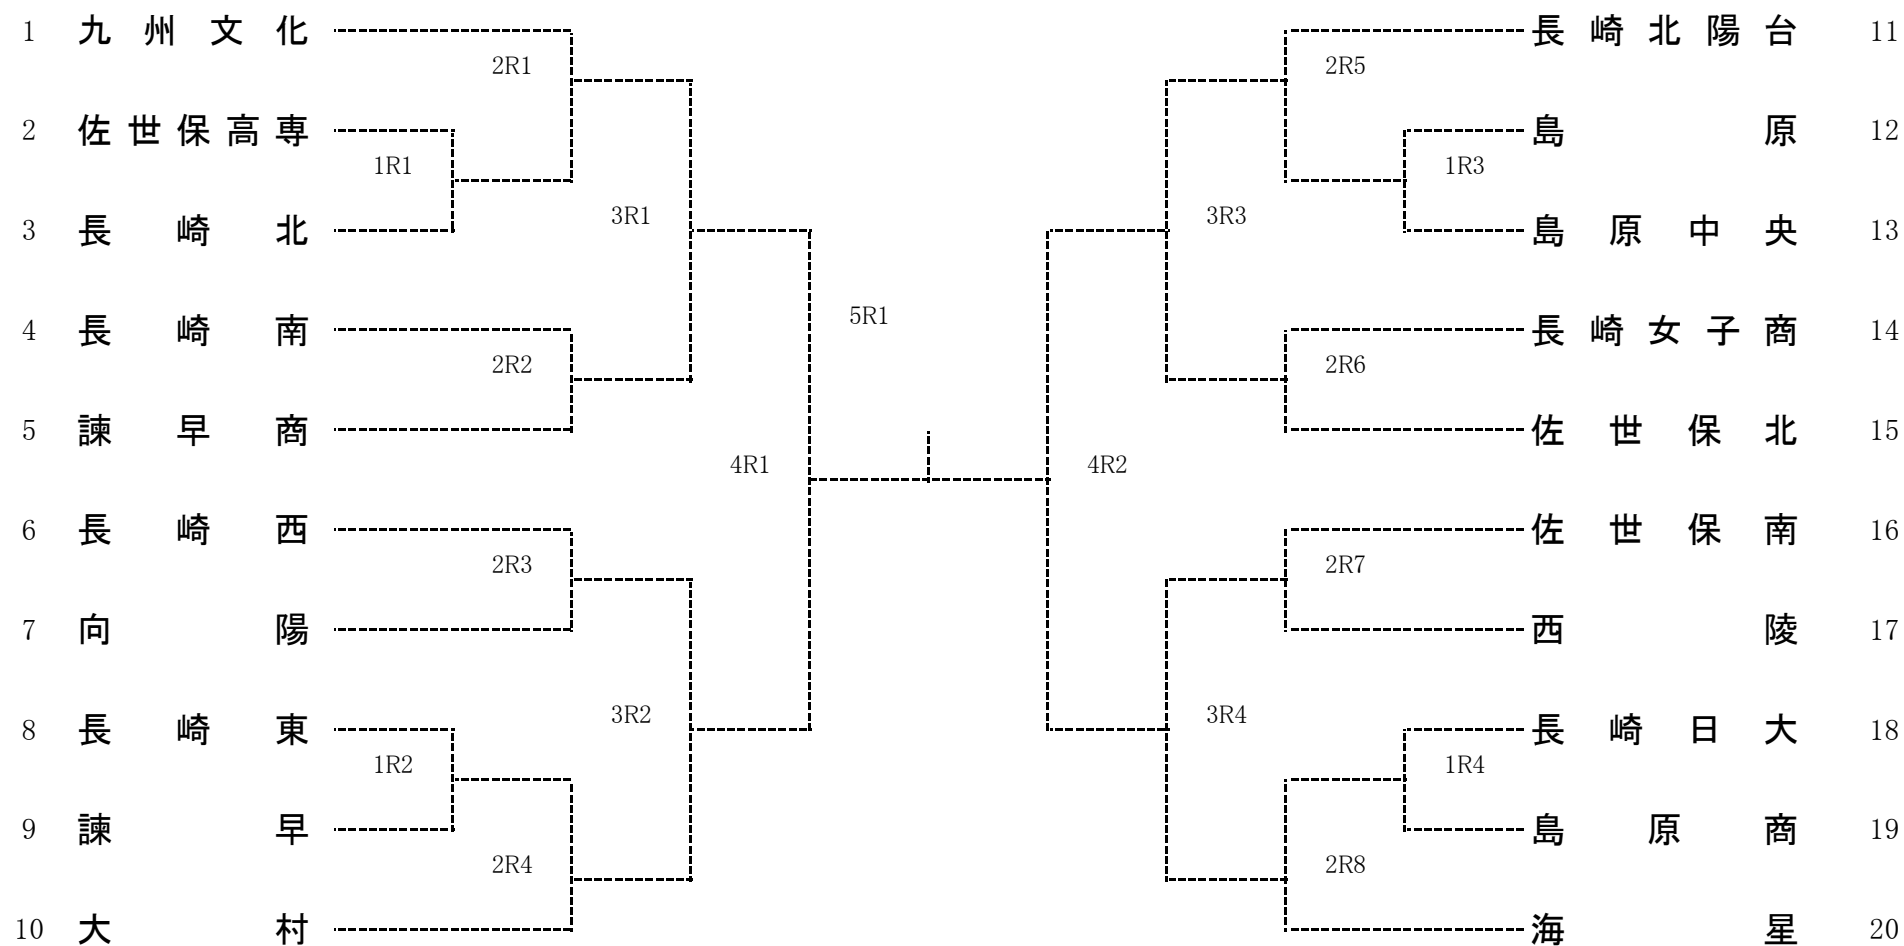 1 九州文化 長崎北陽台 11
2R1 2R5
2 佐世保高専 島原 12
1R1 1R3
3R1 3R3
3 長崎北 島原中央 13
5R1
4 長崎南 長崎女子商 14
2R2 2R6
5 諫早商 佐世保北 15
4R1 4R2
6 長崎西 佐世保南 16
2R3 2R7
7 向陽 西陵 17
3R2 3R4
8 長崎東 長崎日大 18
1R2 1R4
9 諫早 島原商 19
2R4 2R8
10 大村 海星 20